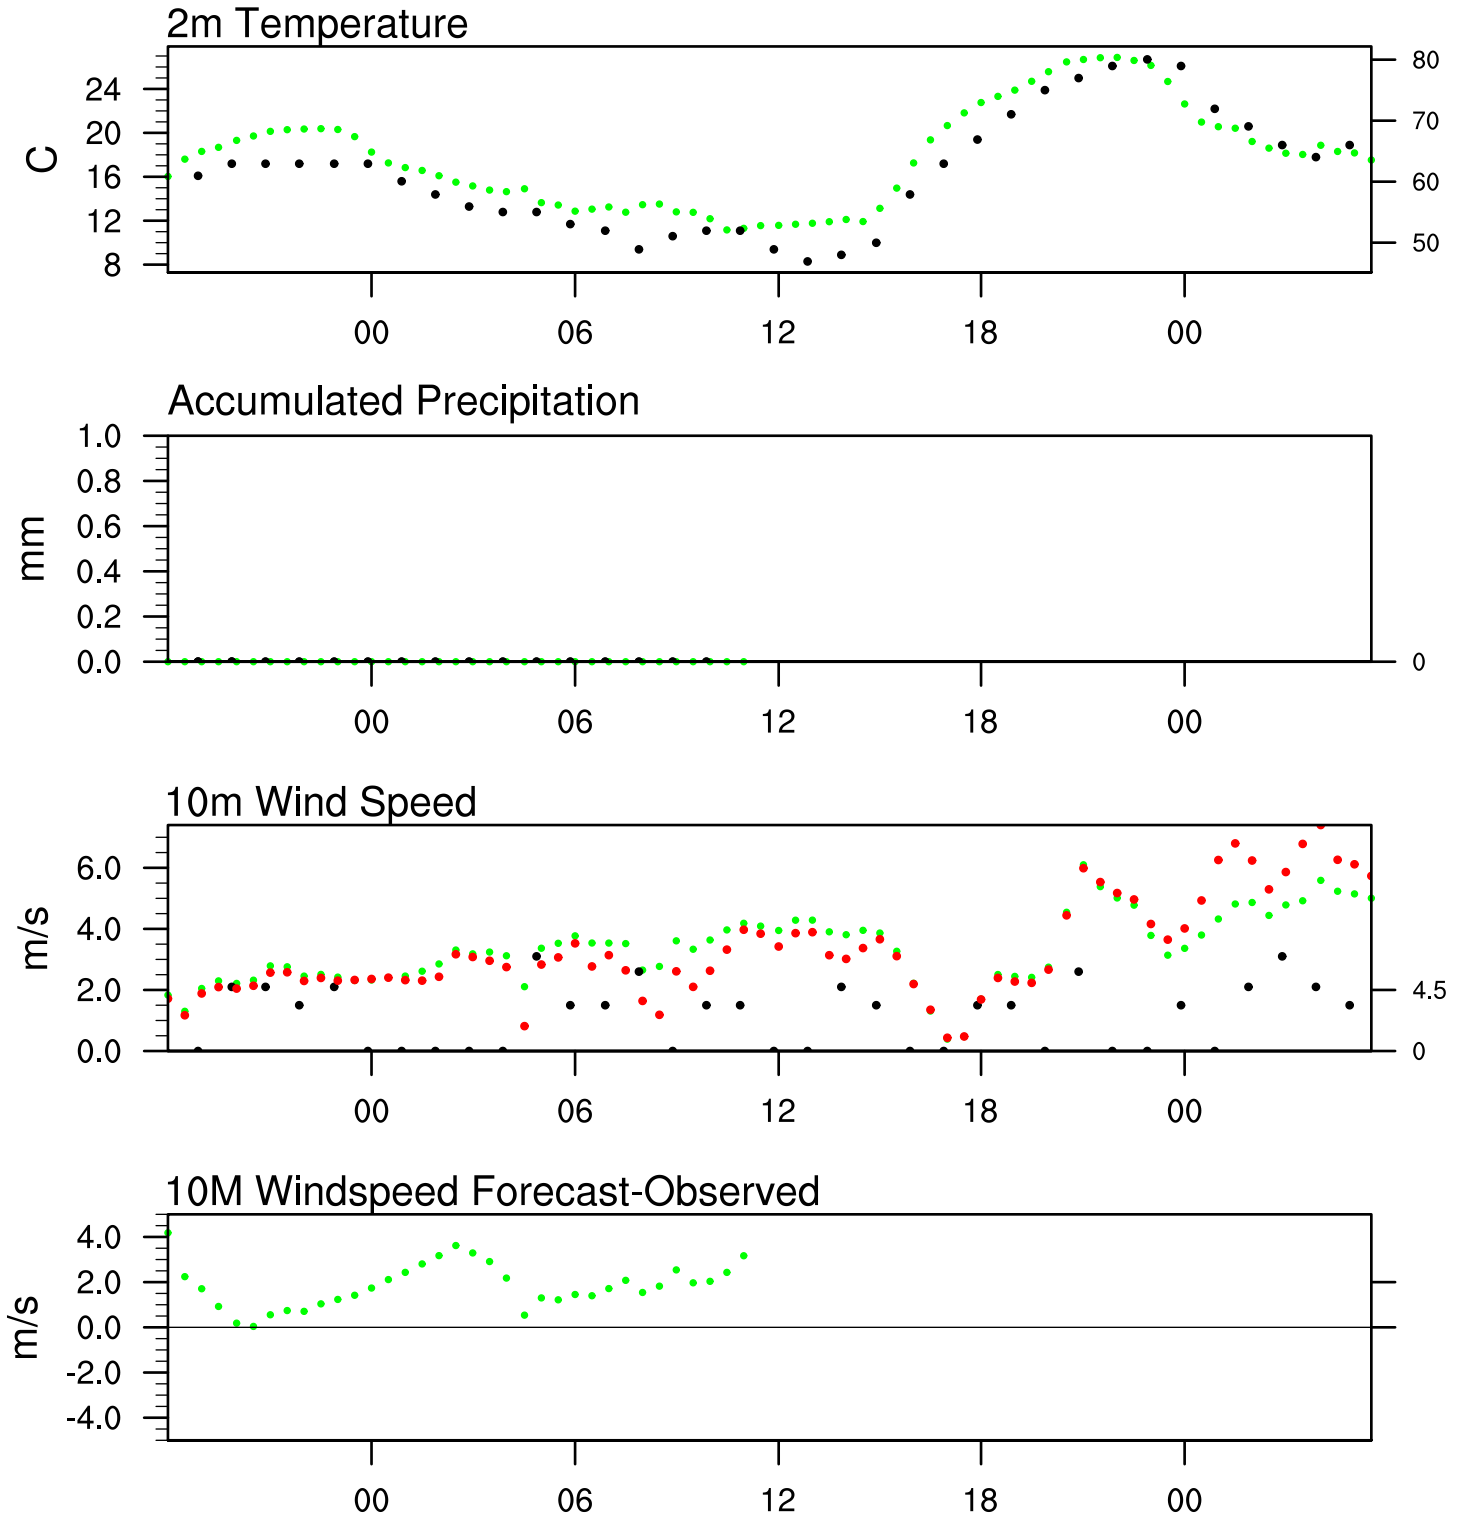 2m Temperature
24
20
16
12
8
C
80
70
60
50
00 06 12 18 00
Accumulated Precipitation
1.0
0.8
0.6
0.4
0.2
0.0
mm
0
00 06 12 18 00
10m Wind Speed
6.0
4.0
2.0
0.0
m/s
4.5
0
00 06 12 18 00
10M Windspeed Forecast-Observed
4.0
2.0
0.0
-2.0
-4.0
m/s
00 06 12 18 00